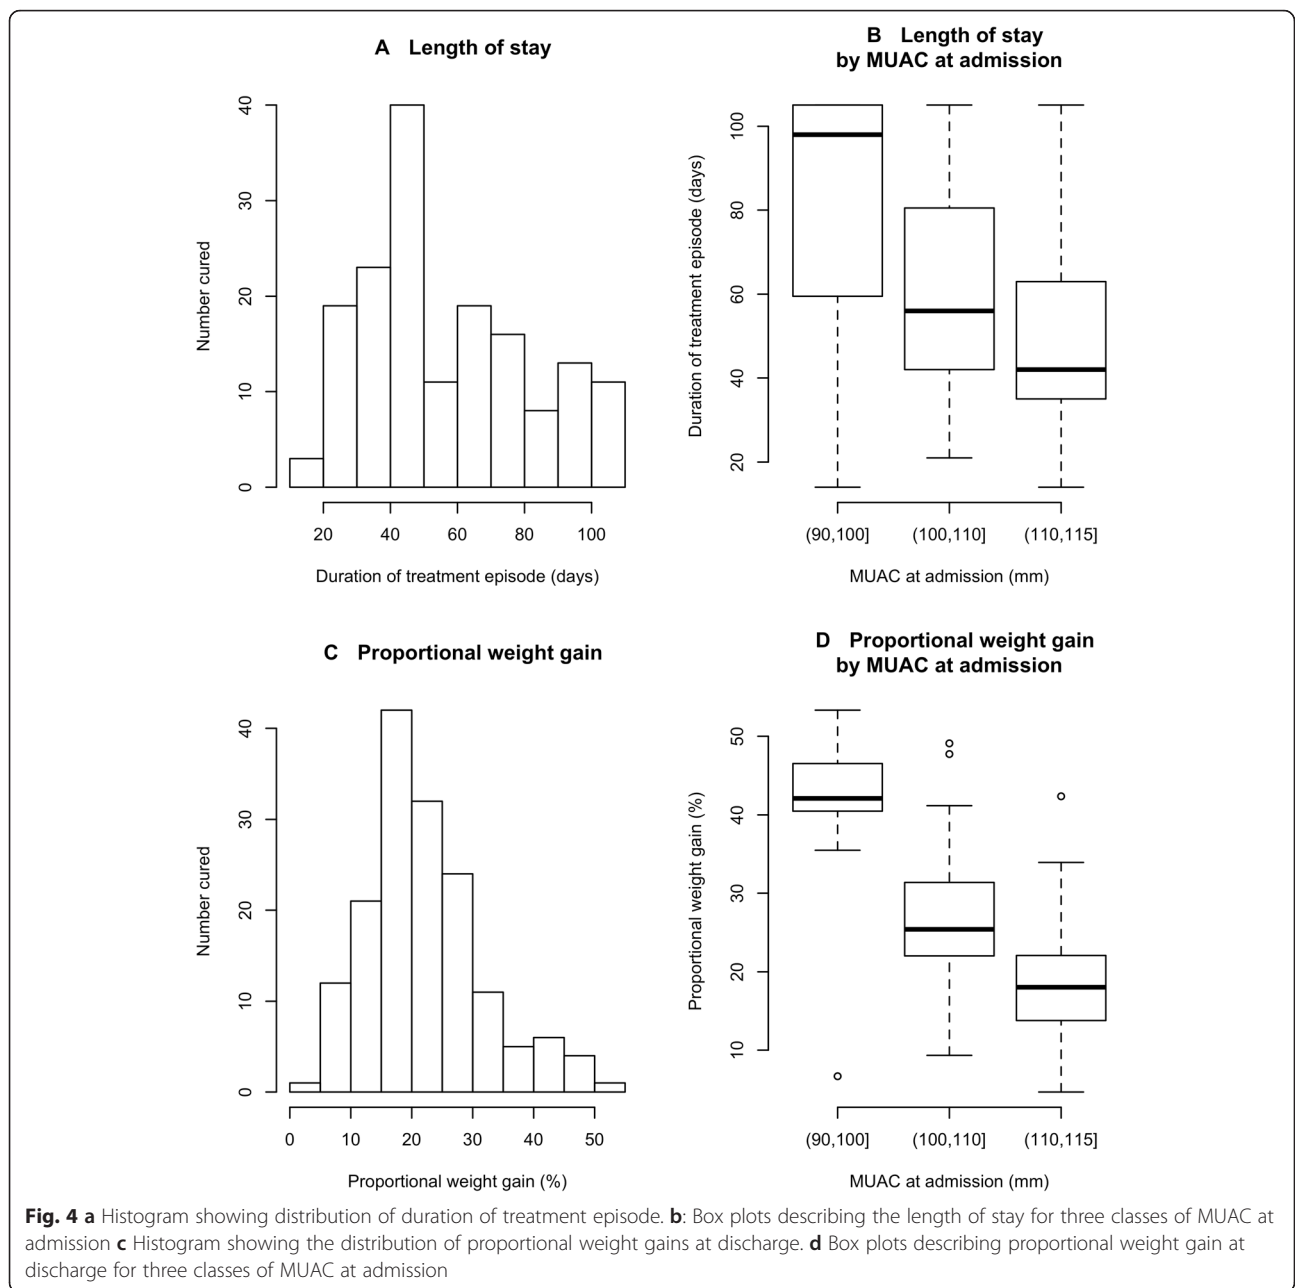 A Length of stay
40
30
20
10
0
Number cured
20 40 60 80 100
Duration of treatment episode (days)
B Length of stay
by MUAC at admission
100
80
60
40
20
Duration of treatment episode (days)
(90,100] (100,110] (110,115]
MUAC at admission (mm)
C Proportional weight gain
40
30
20
10
0
Number cured
0 10 20 30 40 50
Proportional weight gain (%)
D Proportional weight gain
by MUAC at admission
50
40
30
20
10
Proportional weight gain (%)
(90,100] (100,110] (110,115]
MUAC at admission (mm)
Fig. 4 a Histogram showing distribution of duration of treatment episode. b: Box plots describing the length of stay for three classes of MUAC at
admission c Histogram showing the distribution of proportional weight gains at discharge. d Box plots describing proportional weight gain at
discharge for three classes of MUAC at admission